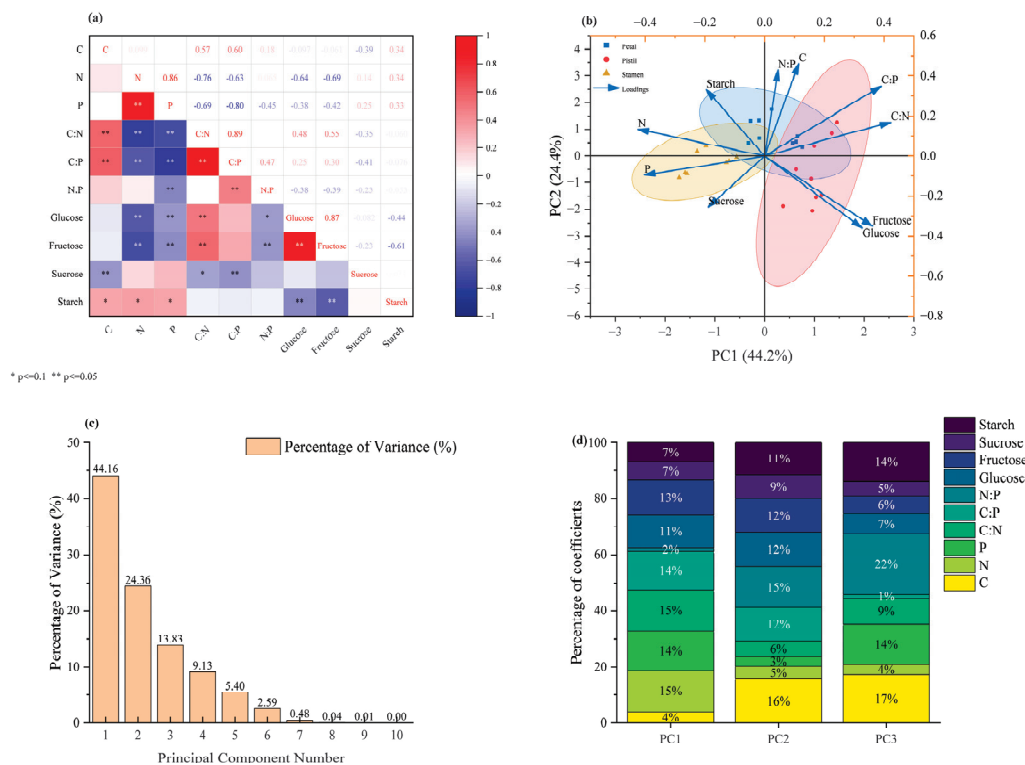 (a)
C C 0.57 0.60 0.18 -0.39 0.34
N N 0.86 -0.76 -0.63 -0.64 -0.69 0.34
P ** P -0.69 -0.80 -0.45 -0.38 -0.42 0.25 0.33
C:N ** ** ** C:N 0.89 0.48 0.55 -0.35
C:P ** ** ** ** C:P 0.47 0.25 0.30 -0.41
N.P ** ** N.P -0.38 -0.39 -0.23
Glucose ** ** ** * Glucose 0.87 -0.44
Fructose ** ** ** ** ** Fructose -0.25 -0.61
Sucrose ** * ** Sucrose
Starch * * * ** ** Starch
C N P C:N C:P N:P Glucose Fructose Sucrose Starch
1
0.8
0.6
0.4
0.2
0
-0.2
-0.4
-0.6
-0.8
-1
* p<=0.1 ** p<=0.05
(b)
-0.4 -0.2 0.0 0.2 0.4
Petal
Pistil
Stamen
Loadings
N:P C
Starch
C:P
C:N
N
P
Sucrose
Fructose
Glucose
4
3
2
1
0
-1
-2
-3
-4
-5
-6
0.6
0.4
0.2
0.0
-0.2
-0.4
-0.6
-0.8
-3 -2 -1 0 1 2 3
PC2 (24.4%)
PC1 (44.2%)
(c)
Percentage of Variance (%)
50
40
30
20
10
0
44.16
24.36
13.83
9.13
5.40
2.59
0.48
0.04
0.01
0.00
1 2 3 4 5 6 7 8 9 10
Percentage of Variance (%)
Principal Component Number
(d)
100
80
60
40
20
0
Percentage of coefficients
7%
7%
13%
11%
2%
14%
15%
14%
15%
4%
11%
9%
12%
12%
15%
12%
6%
3%
5%
16%
14%
5%
6%
7%
22%
1%
9%
14%
4%
17%
PC1 PC2 PC3
Starch
Sucrose
Fructose
Glucose
N:P
C:P
C:N
P
N
C